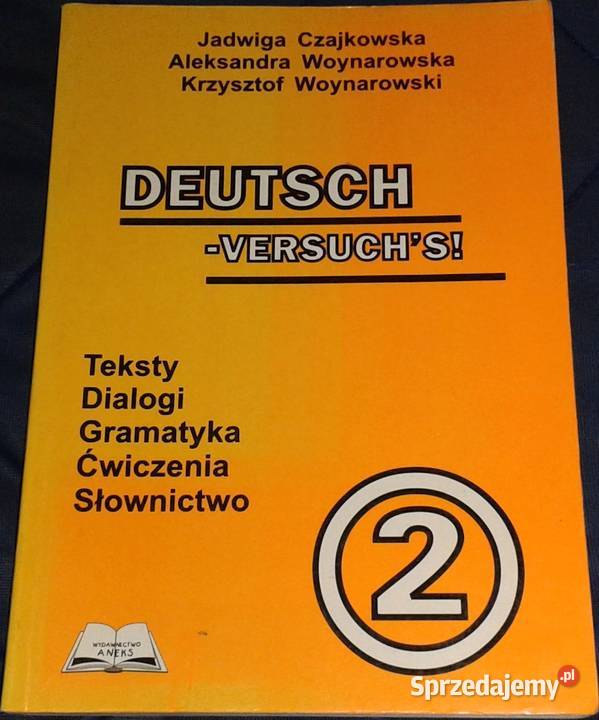 Jadwiga Czajkowska
Aleksandra Woynarowska
Krzysztof Woynarowski
DEUTSCH
-VERSUCH'S!
Teksty
Dialogi
Gramatyka
Ćwiczenia
Słownictwo
2
WYDAWNICTWO
ANEKS
Sprzedajemy.pl